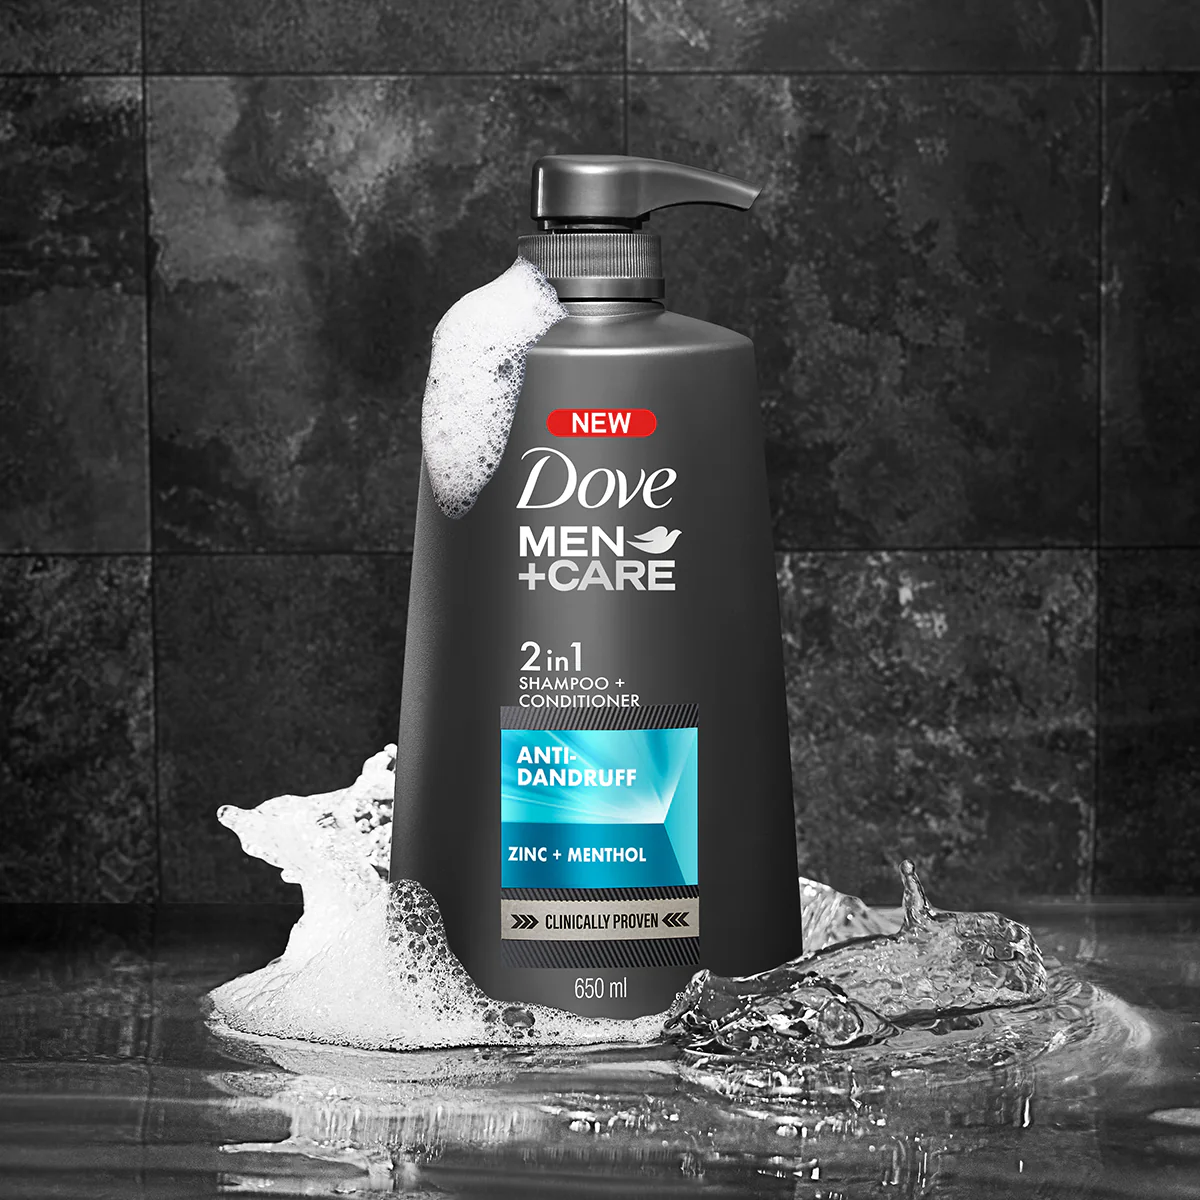 NEW
Dove
MEN
+CARE
2 in 1
SHAMPOO +
CONDITIONER
ANTI-
DANDRUFF
ZINC + MENTHOL
CLINICALLY PROVEN
650 ml